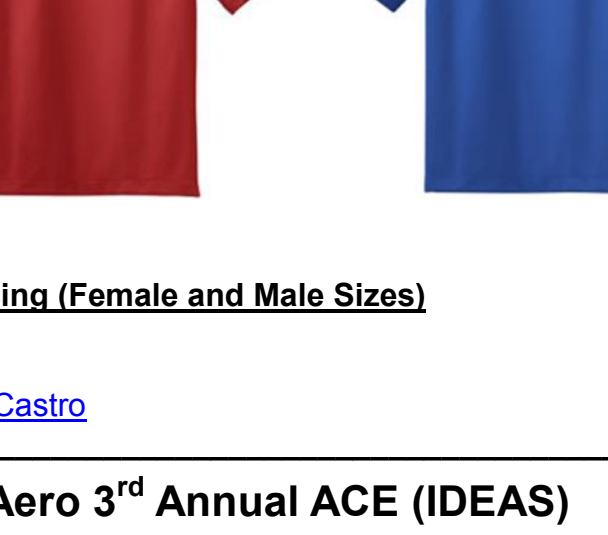 ing (Female and Male Sizes)
Castro
Aero 3rd Annual ACE (IDEAS)